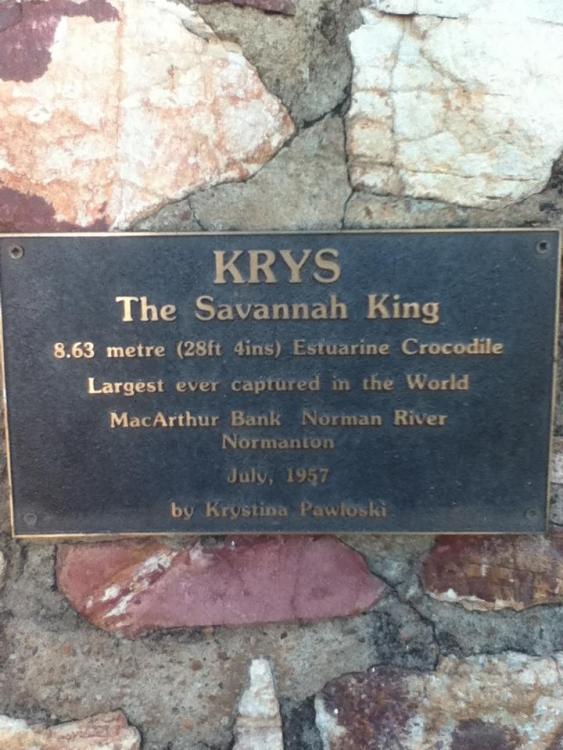 KRYS
The Savannah King
8.63 metre (28ft 4ins) Estuarine Crocodile
Largest ever captured in the World
MacArthur Bank Norman River
Normanton
July, 1957
by Krystina Pawloski